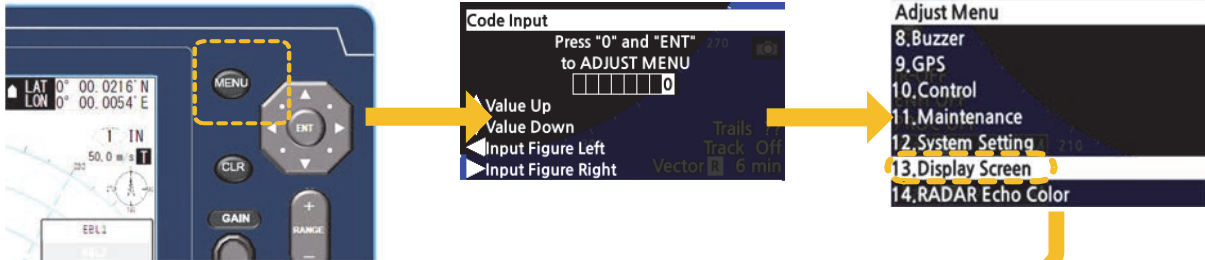 MENU
LAT 0° 00.0216'N
LON 0° 00.0054'E
IN
50.0 m s T
ENT
CLR
GAIN
+
RANGE
−
EBL1
EBL2
Code Input
Press "0" and "ENT"
to ADJUST MENU
0
Value Up
Value Down
Input Figure Left
Input Figure Right
270
Trails ??
Track Off
Vector R 6 min
Adjust Menu
8.Buzzer
9.GPS
10.Control
11.Maintenance
12.System Setting
210
13.Display Screen
14.RADAR Echo Color